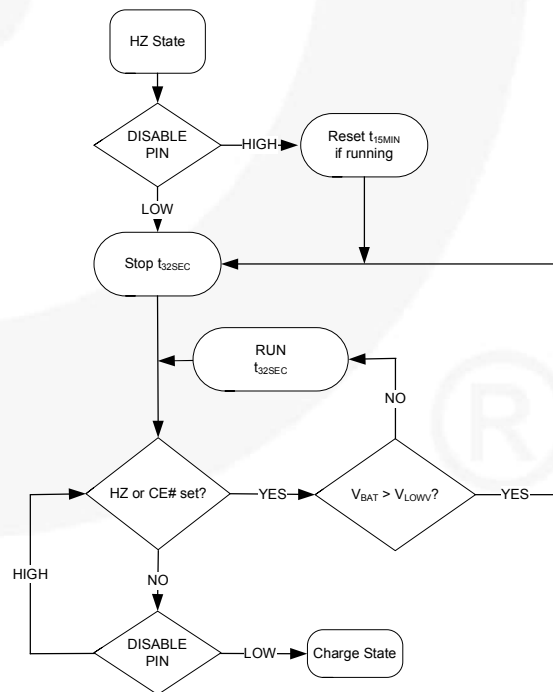 HZ State
DISABLE
PIN
HIGH
Reset t15MIN
if running
LOW
Stop t32SEC
RUN
t32SEC
NO
HZ or CE# set?
YES
VBAT > VLOWV?
YES
HIGH
NO
DISABLE
PIN
LOW
Charge State
®